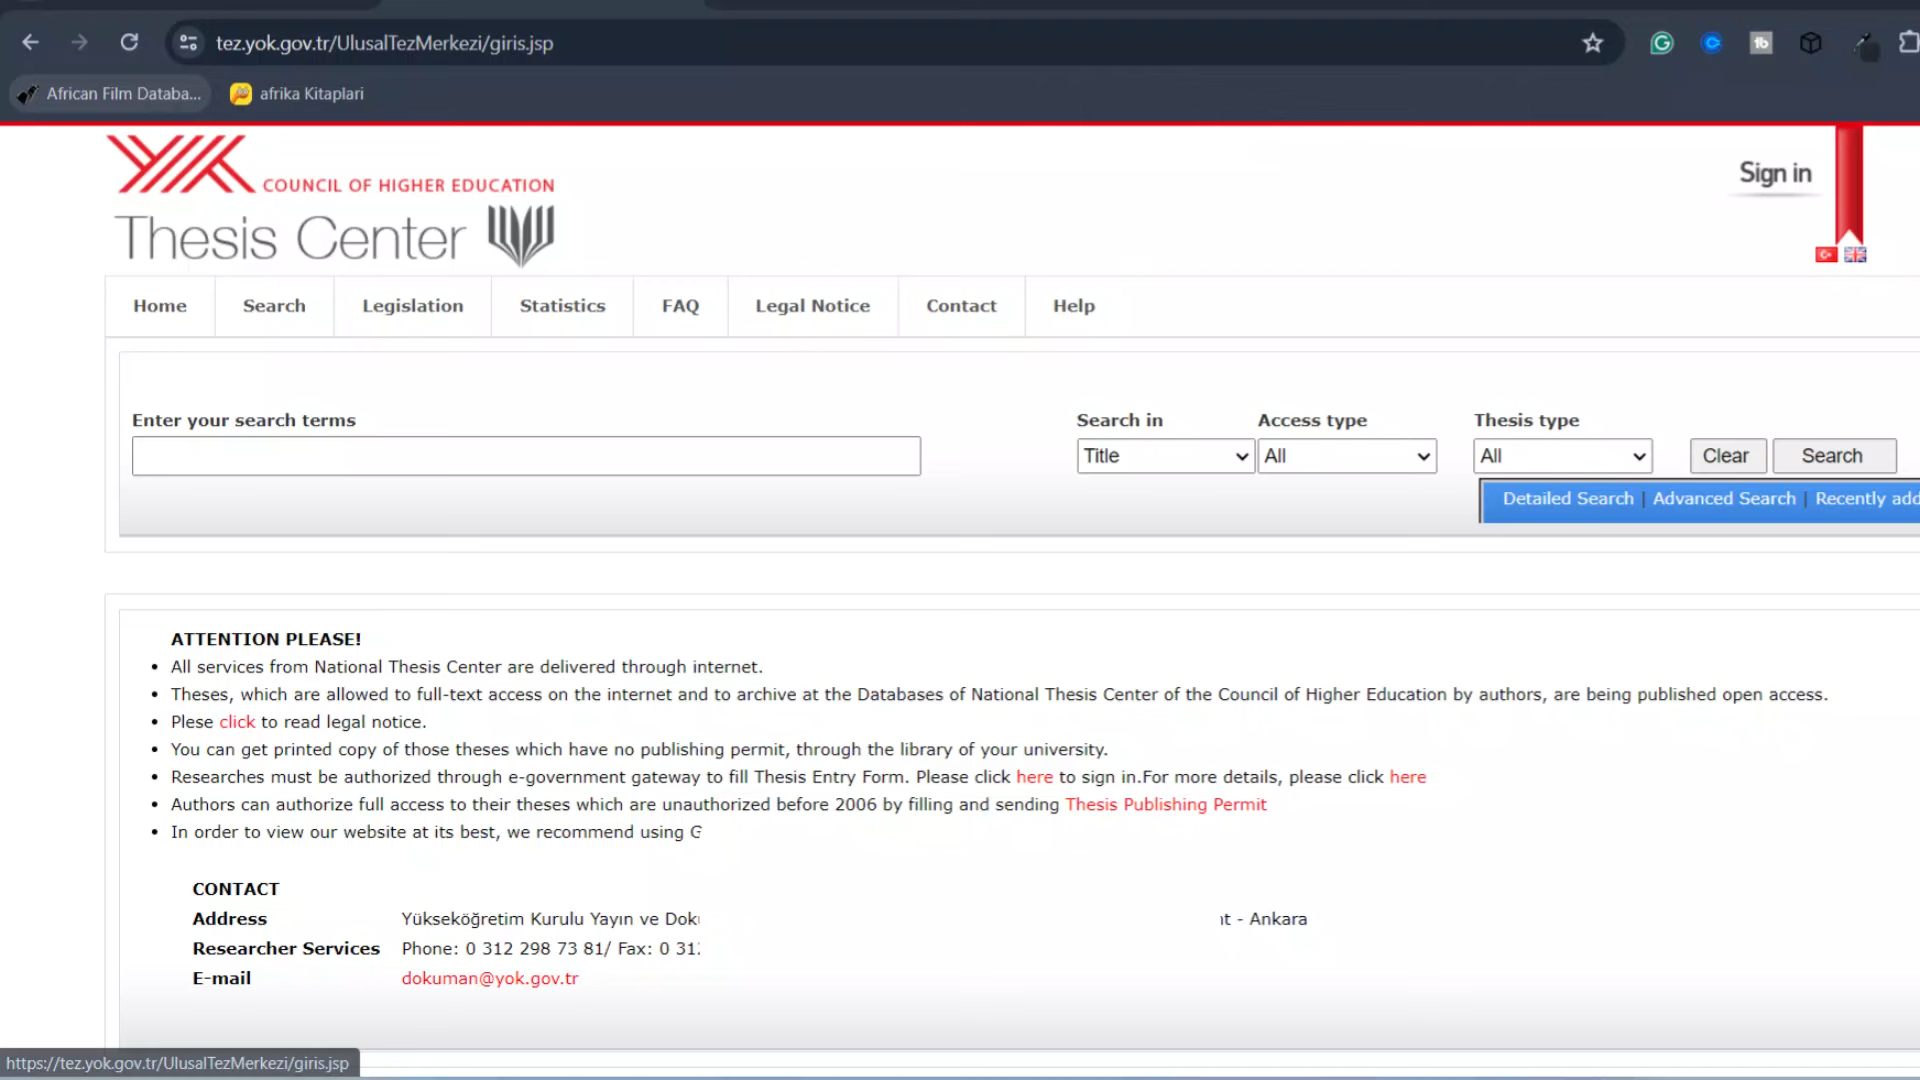 tez.yok.gov.tr/UlusalTezMerkezi/giris.jsp
African Film Databa...
afrika Kitaplari
COUNCIL OF HIGHER EDUCATION
Thesis Center
Sign in
Home Search Legislation Statistics FAQ Legal Notice Contact Help
Enter your search terms Search in Access type Thesis type
Title All All Clear Search
Detailed Search | Advanced Search | Recently add
ATTENTION PLEASE!
• All services from National Thesis Center are delivered through internet.
• Theses, which are allowed to full-text access on the internet and to archive at the Databases of National Thesis Center of the Council of Higher Education by authors, are being published open access.
• Plese click to read legal notice.
• You can get printed copy of those theses which have no publishing permit, through the library of your university.
• Researches must be authorized through e-government gateway to fill Thesis Entry Form. Please click here to sign in.For more details, please click here
• Authors can authorize full access to their theses which are unauthorized before 2006 by filling and sending Thesis Publishing Permit
• In order to view our website at its best, we recommend using G
CONTACT
Address Yükseköğretim Kurulu Yayın ve Dok - Ankara
Researcher Services Phone: 0 312 298 73 81/ Fax: 0 312
E-mail dokuman@yok.gov.tr
https://tez.yok.gov.tr/UlusalTezMerkezi/giris.jsp